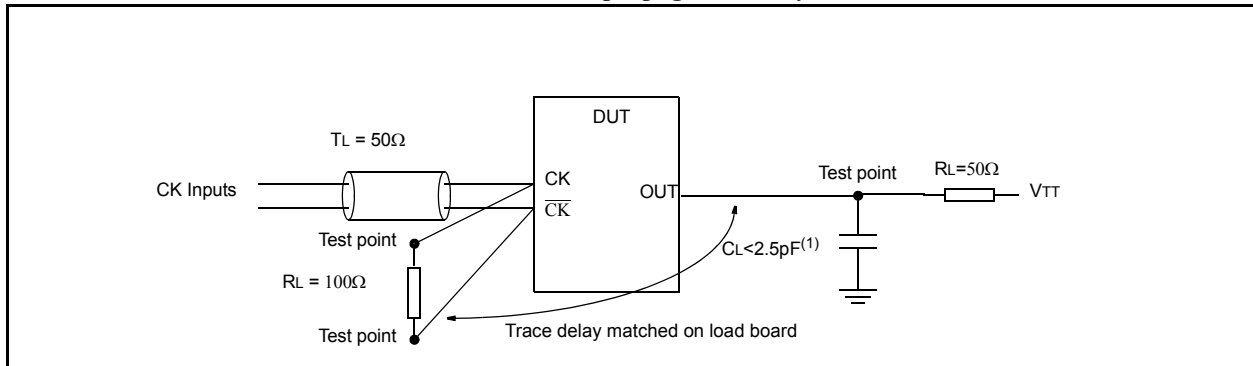 DUT
TL = 50Ω
CK Inputs
CK
C̅K̅
OUT
Test point
RL=50Ω
VTT
Test point
RL = 100Ω
CL<2.5pF(1)
Test point
Trace delay matched on load board